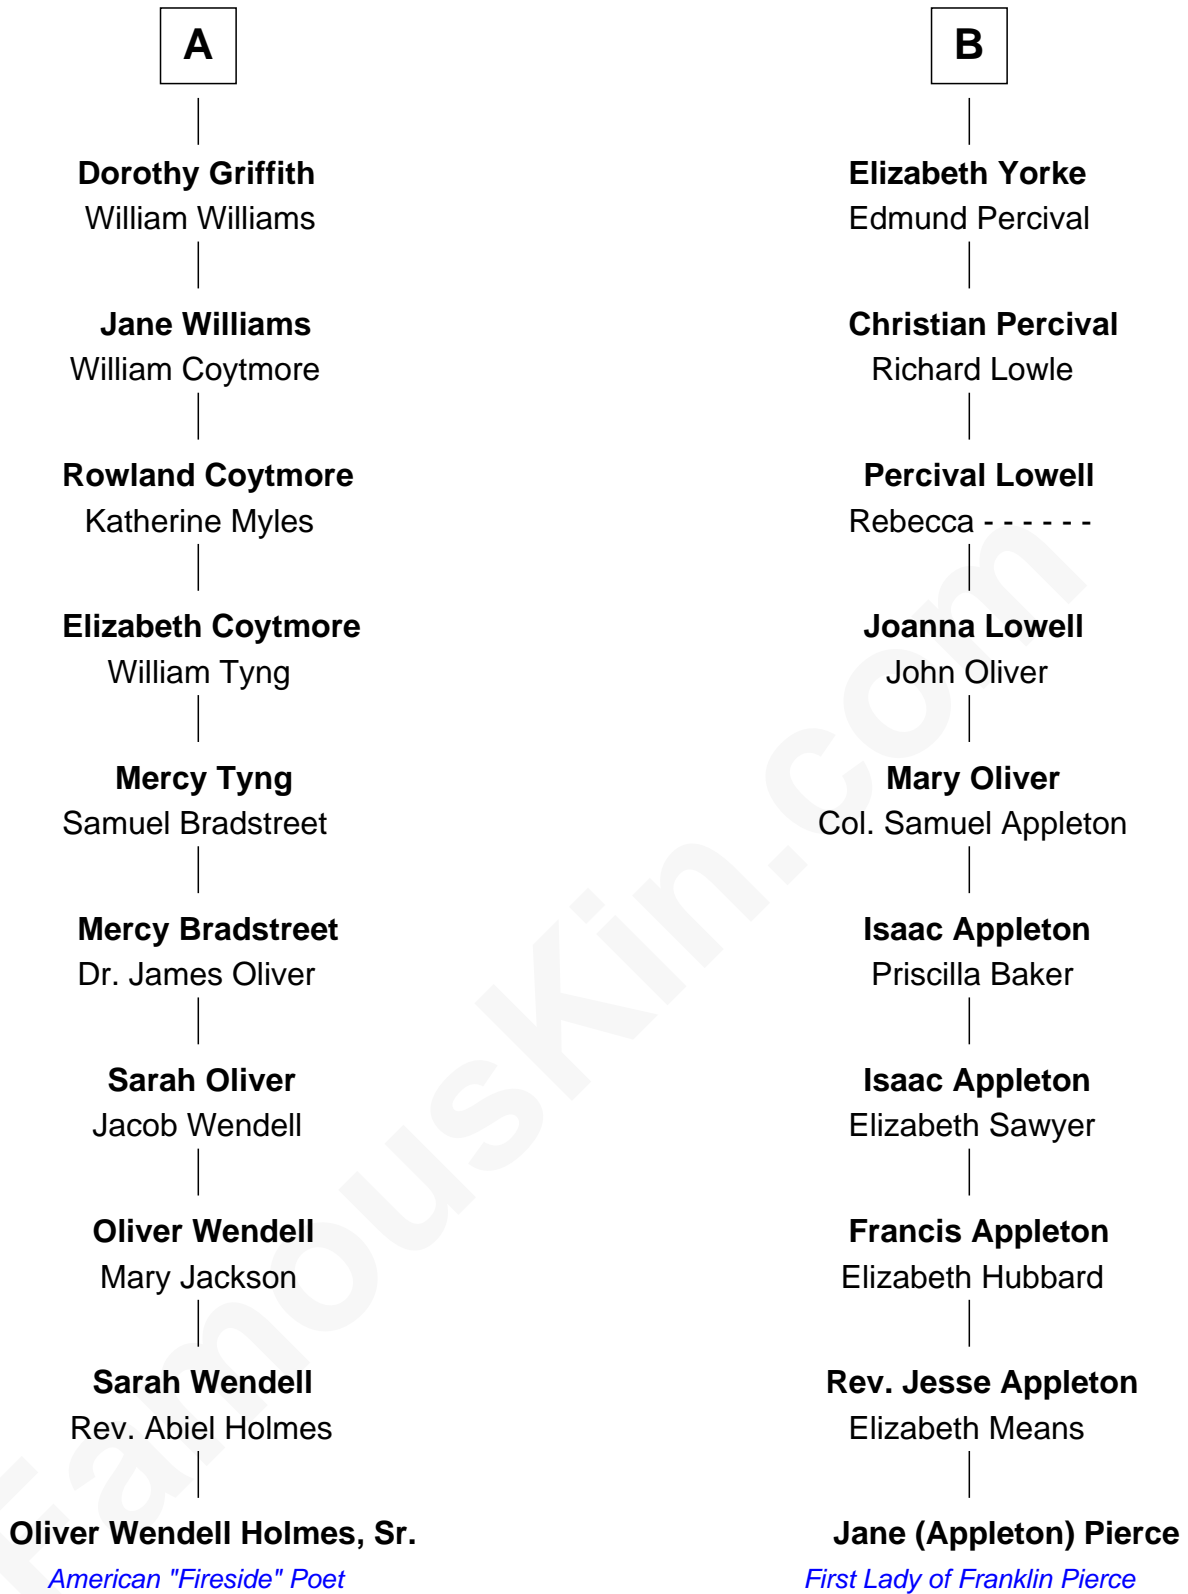 A
Dorothy Griffith
William Williams
Jane Williams
William Coytmore
Rowland Coytmore
Katherine Myles
Elizabeth Coytmore
William Tyng
Mercy Tyng
Samuel Bradstreet
Mercy Bradstreet
Dr. James Oliver
Sarah Oliver
Jacob Wendell
Oliver Wendell
Mary Jackson
Sarah Wendell
Rev. Abiel Holmes
Oliver Wendell Holmes, Sr.
American "Fireside" Poet
B
Elizabeth Yorke
Edmund Percival
Christian Percival
Richard Lowle
Percival Lowell
Rebecca - - - - - -
Joanna Lowell
John Oliver
Mary Oliver
Col. Samuel Appleton
Isaac Appleton
Priscilla Baker
Isaac Appleton
Elizabeth Sawyer
Francis Appleton
Elizabeth Hubbard
Rev. Jesse Appleton
Elizabeth Means
Jane (Appleton) Pierce
First Lady of Franklin Pierce
FamousKin.com